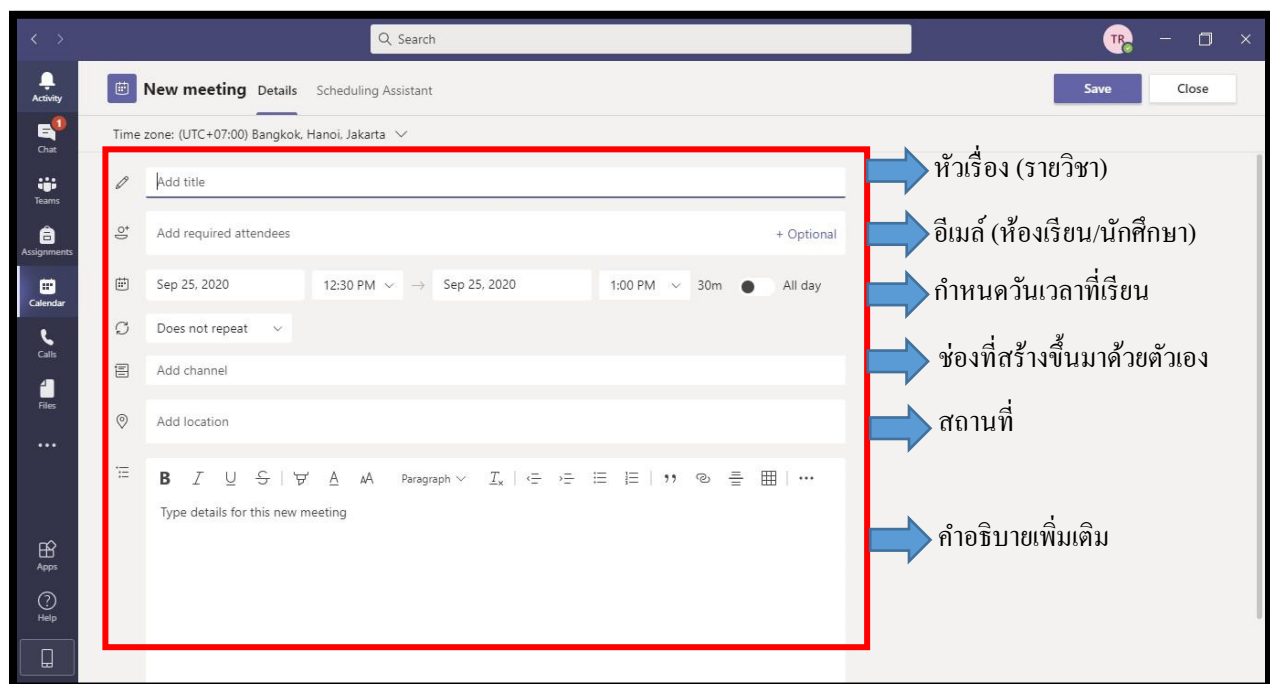 Search
TR
Activity
New meeting Details Scheduling Assistant
Save Close
1
Chat
Time zone: (UTC+07:00) Bangkok, Hanoi, Jakarta
Teams
Add title
หัวเรื่อง (รายวิชา)
Assignments
Add required attendees + Optional
อีเมล์ (ห้องเรียน/นักศึกษา)
Calendar
Sep 25, 2020 12:30 PM → Sep 25, 2020 1:00 PM 30m All day
กำหนดวันเวลาที่เรียน
Does not repeat
Calls
Add channel
ช่องที่สร้างขึ้นมาด้วยตัวเอง
Files
Add location
สถานที่
B I U S A AA Paragraph Tx
Type details for this new meeting
คำอธิบายเพิ่มเติม
Apps
Help